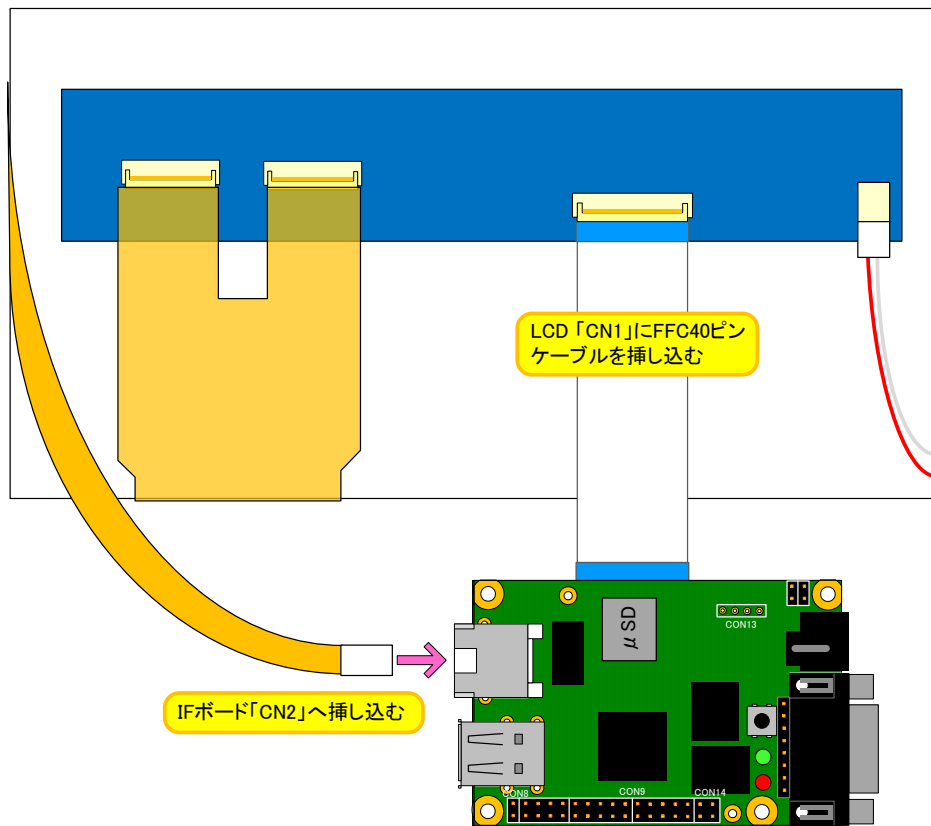 LCD 「CN1」にFFC40ピン
ケーブルを挿し込む
μSD
CON13
IFボード「CN2」へ挿し込む
CON8
CON9
CON14